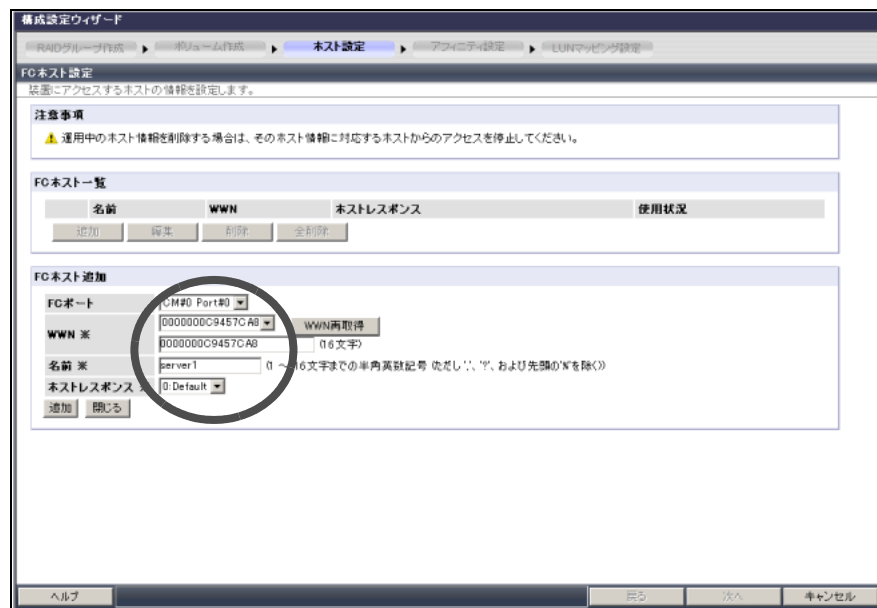 構成設定ウィザード
RAIDグループ作成 ボリューム作成 ホスト設定 アフィニティ設定 LUNマッピング設定
FCホスト設定
装置にアクセスするホストの情報を設定します。
注意事項
運用中のホスト情報を削除する場合は、そのホスト情報に対応するホストからのアクセスを停止してください。
FCホスト一覧
名前 WWN ホストレスポンス 使用状況
追加 編集 削除 全削除
FCホスト追加
FCポート CM#0 Port#0
WWN ※ 0000000C9457CA8 WWN再取得
0000000C9457CA8 (16文字)
名前 ※ server1 (1 ~ 16文字までの半角英数記号 (ただし','、'?'、および先頭の'¥'を除く))
ホストレスポンス ※ 0:Default
追加 閉じる
ヘルプ 戻る 次へ キャンセル